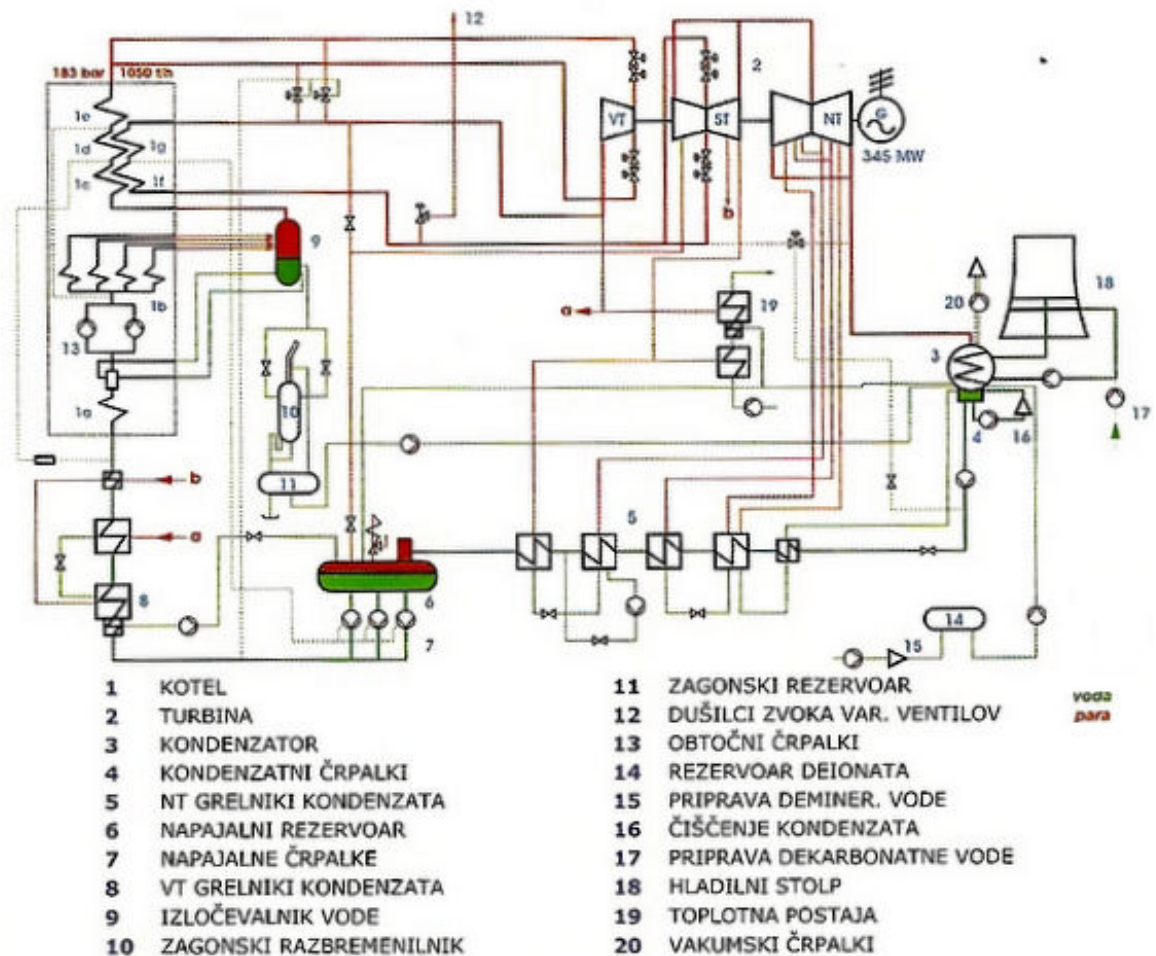 12
183 bar 1050 t/h
2
VT
ST
NT
G
345 MW
1e
1d
1g
1c
1f
b
9
1b
a
19
20
18
13
3
10
1a
4
16
17
11
b
5
a
8
6
14
7
15
1 KOTEL
2 TURBINA
3 KONDENZATOR
4 KONDENZATNI ČRPALKI
5 NT GRELNIKI KONDENZATA
6 NAPAJALNI REZERVOAR
7 NAPAJALNE ČRPALKE
8 VT GRELNIKI KONDENZATA
9 IZLOČEVALNIK VODE
10 ZAGONSKI RAZBREMENILNIK
11 ZAGONSKI REZERVOAR
12 DUŠILCI ZVOKA VAR. VENTILOV
13 OBTOČNI ČRPALKI
14 REZERVOAR DEIONATA
15 PRIPRAVA DEMINER. VODE
16 ČIŠČENJE KONDENZATA
17 PRIPRAVA DEKARBONATNE VODE
18 HLADILNI STOLP
19 TOPLOTNA POSTAJA
20 VAKUMSKI ČRPALKI
voda
para